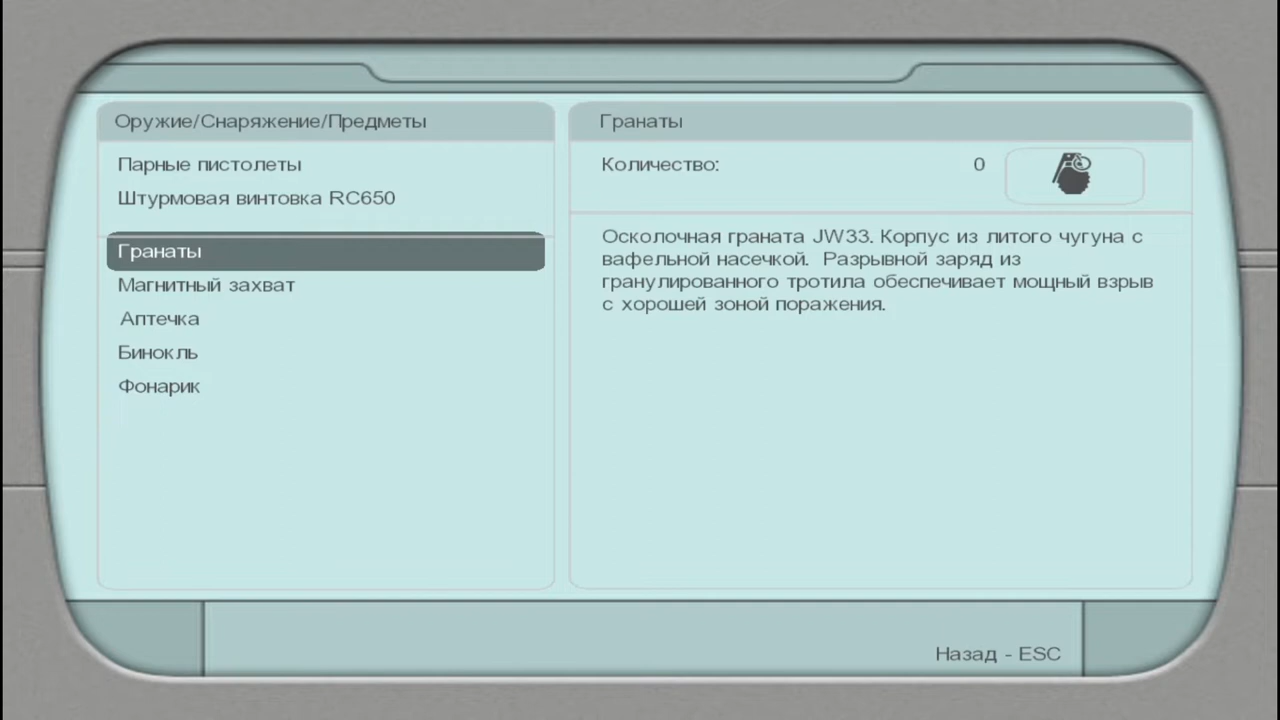 Оружие/Снаряжение/Предметы
Парные пистолеты
Штурмовая винтовка RC650
Гранаты
Магнитный захват
Аптечка
Бинокль
Фонарик
Гранаты
Количество: 0
Осколочная граната JW33. Корпус из литого чугуна с
вафельной насечкой. Разрывной заряд из
гранулированного тротила обеспечивает мощный взрыв
с хорошей зоной поражения.
Назад - ESC